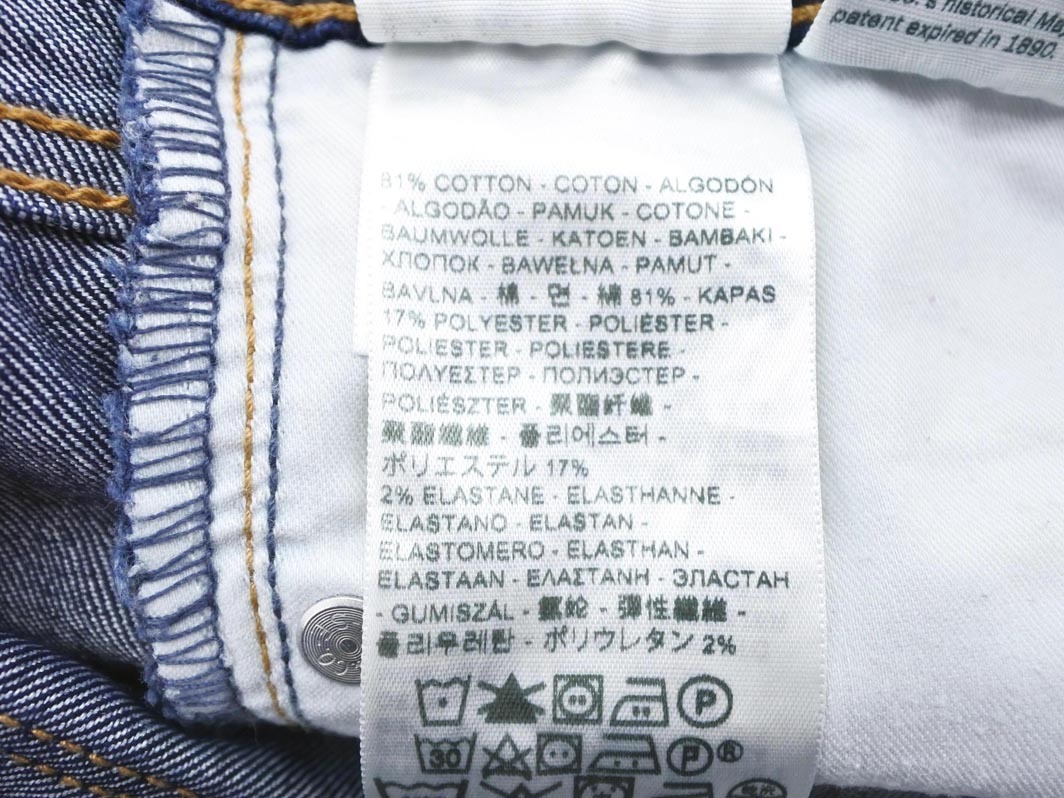 's historical M
patent expired in 1890.
81% COTTON - COTON - ALGODÓN
- ALGODÃO - PAMUK - COTONE -
BAUMWOLLE - KATOEN - BAMBAKI -
ХЛОПОК - BAWEŁNA - PAMUT -
BAVLNA - 棉 - 면 - 綿 81% - KAPAS
17% POLYESTER - POLIÉSTER -
POLIESTER - POLIESTERE -
ΠΟΛΥΕΣΤΕΡ - ПОЛИЭСТЕР -
POLIÉSZTER - 聚酯纤维 -
聚酯纖維 - 폴리에스터 -
ポリエステル 17%
2% ELASTANE - ELASTHANNE -
ELASTANO - ELASTAN -
ELASTOMERO - ELASTHAN -
ELASTAAN - ΕΛΑΣΤΑΝΗ - ЭЛАСТАН
- GUMISZÁL - 氨纶 - 彈性纖維 -
폴리우레탄 - ポリウレタン 2%
P
30 P ®